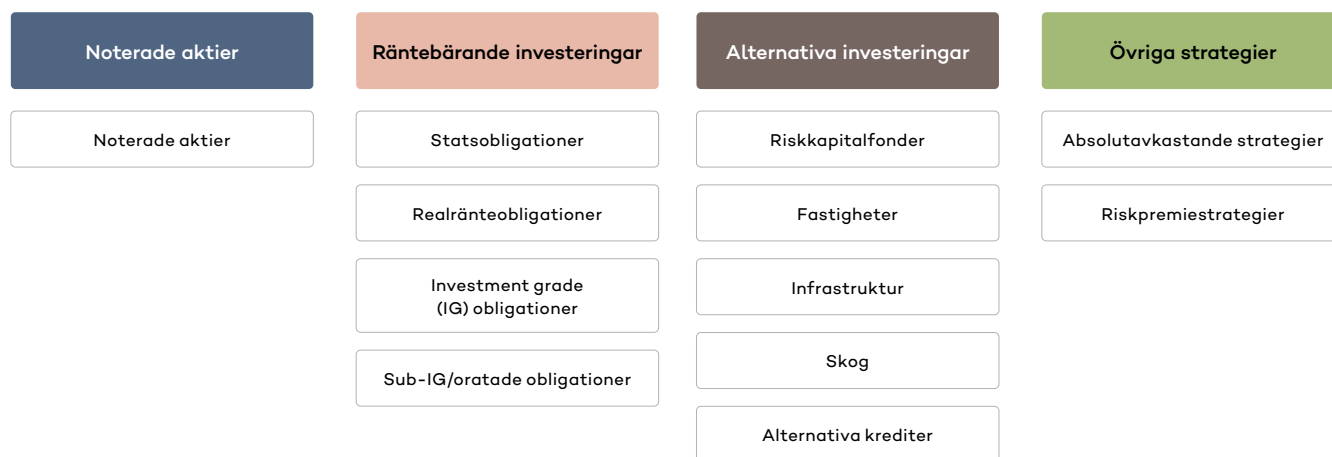 Noterade aktier
Noterade aktier
Räntebärande investeringar
Statsobligationer
Realränteobligationer
Investment grade
(IG) obligationer
Sub-IG/oratade obligationer
Alternativa investeringar
Riskkapitalfonder
Fastigheter
Infrastruktur
Skog
Alternativa krediter
Övriga strategier
Absolutavkastande strategier
Riskpremiestrategier